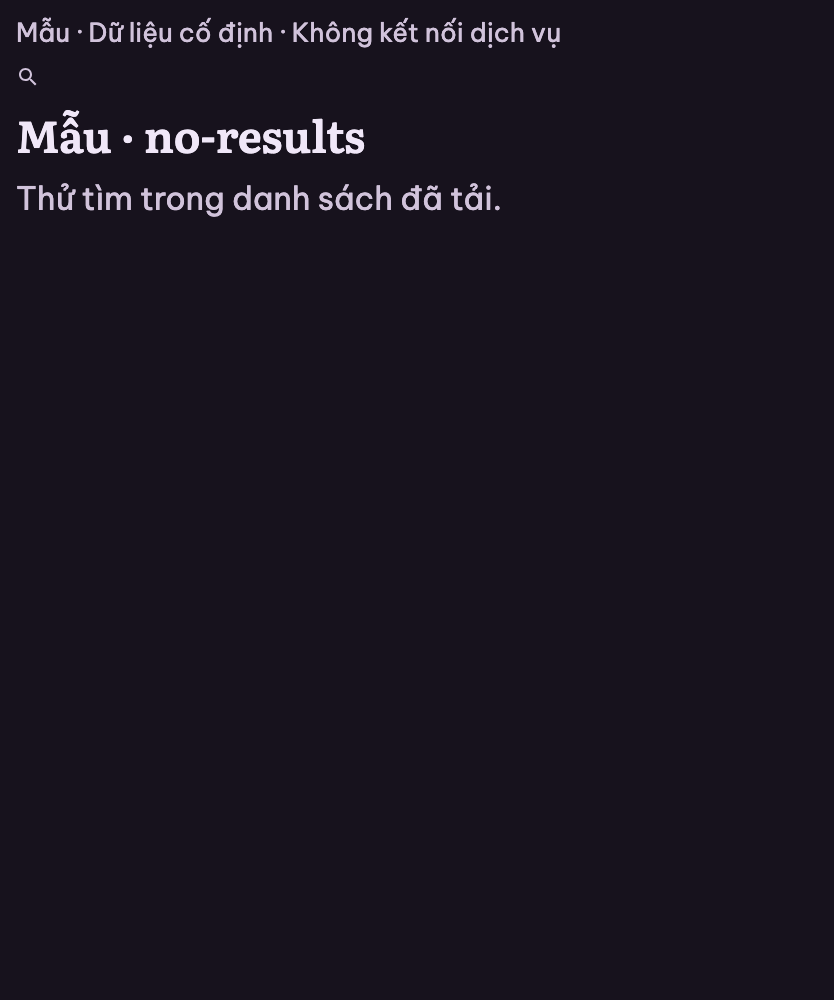 Mẫu · Dữ liệu cố định · Không kết nối dịch vụ
Mẫu · no-results
Thử tìm trong danh sách đã tải.